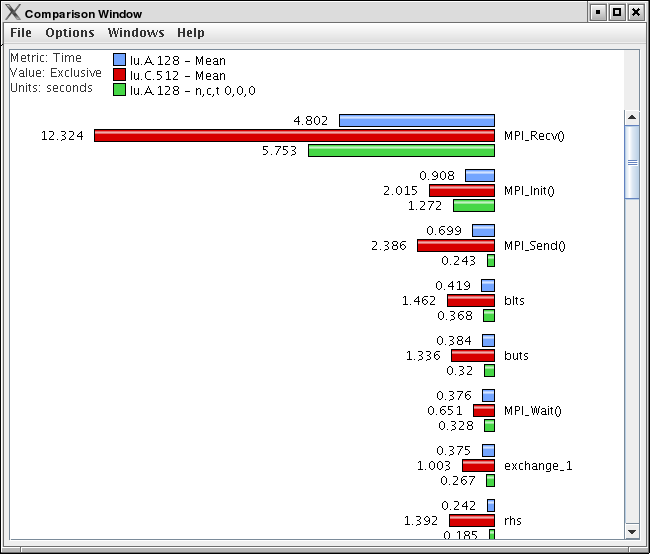 Comparison Window
File Options Windows Help
Metric: Time
Value: Exclusive
Units: seconds
lu.A.128 - Mean
lu.C.512 - Mean
lu.A.128 - n,c,t 0,0,0
4.802
12.324 MPI_Recv()
5.753
0.908
2.015 MPI_Init()
1.272
0.699
2.386 MPI_Send()
0.243
0.419
1.462 blts
0.368
0.384
1.336 buts
0.32
0.376
0.651 MPI_Wait()
0.328
0.375
1.003 exchange_1
0.267
0.242
1.392 rhs
0.185